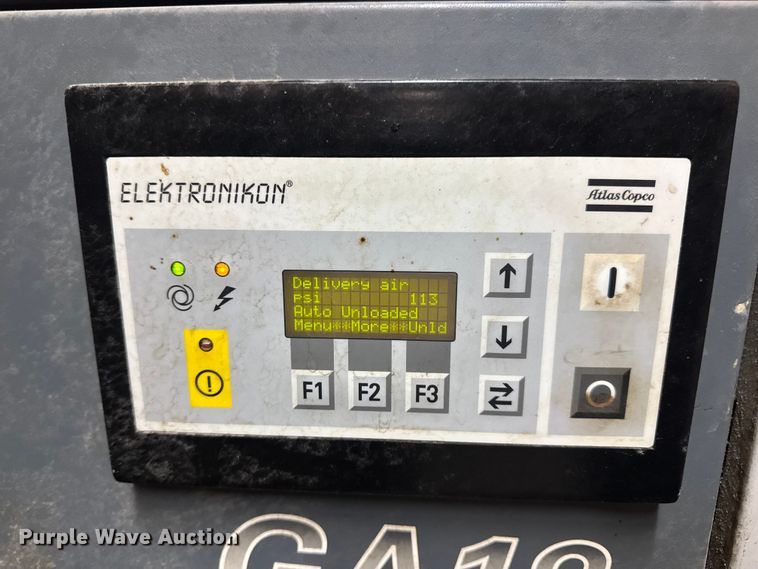 ELEKTRONIKON®
Atlas Copco
Delivery air
psi 113
Auto Unloaded
Menu**More**Unld
F1 F2 F3
Purple Wave Auction